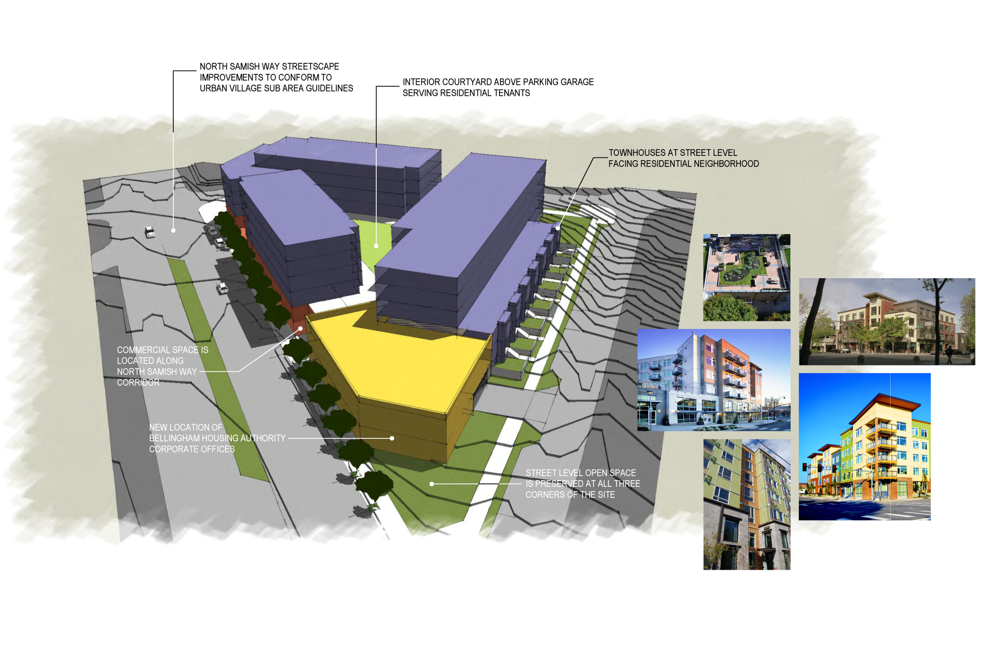 NORTH SAMISH WAY STREETSCAPE
IMPROVEMENTS TO CONFORM TO
URBAN VILLAGE SUB AREA GUIDELINES
INTERIOR COURTYARD ABOVE PARKING GARAGE
SERVING RESIDENTIAL TENANTS
TOWNHOUSES AT STREET LEVEL
FACING RESIDENTIAL NEIGHBORHOOD
COMMERCIAL SPACE IS
LOCATED ALONG
NORTH SAMISH WAY
CORRIDOR
NEW LOCATION OF
BELLINGHAM HOUSING AUTHORITY
CORPORATE OFFICES
STREET LEVEL OPEN SPACE
IS PRESERVED AT ALL THREE
CORNERS OF THE SITE